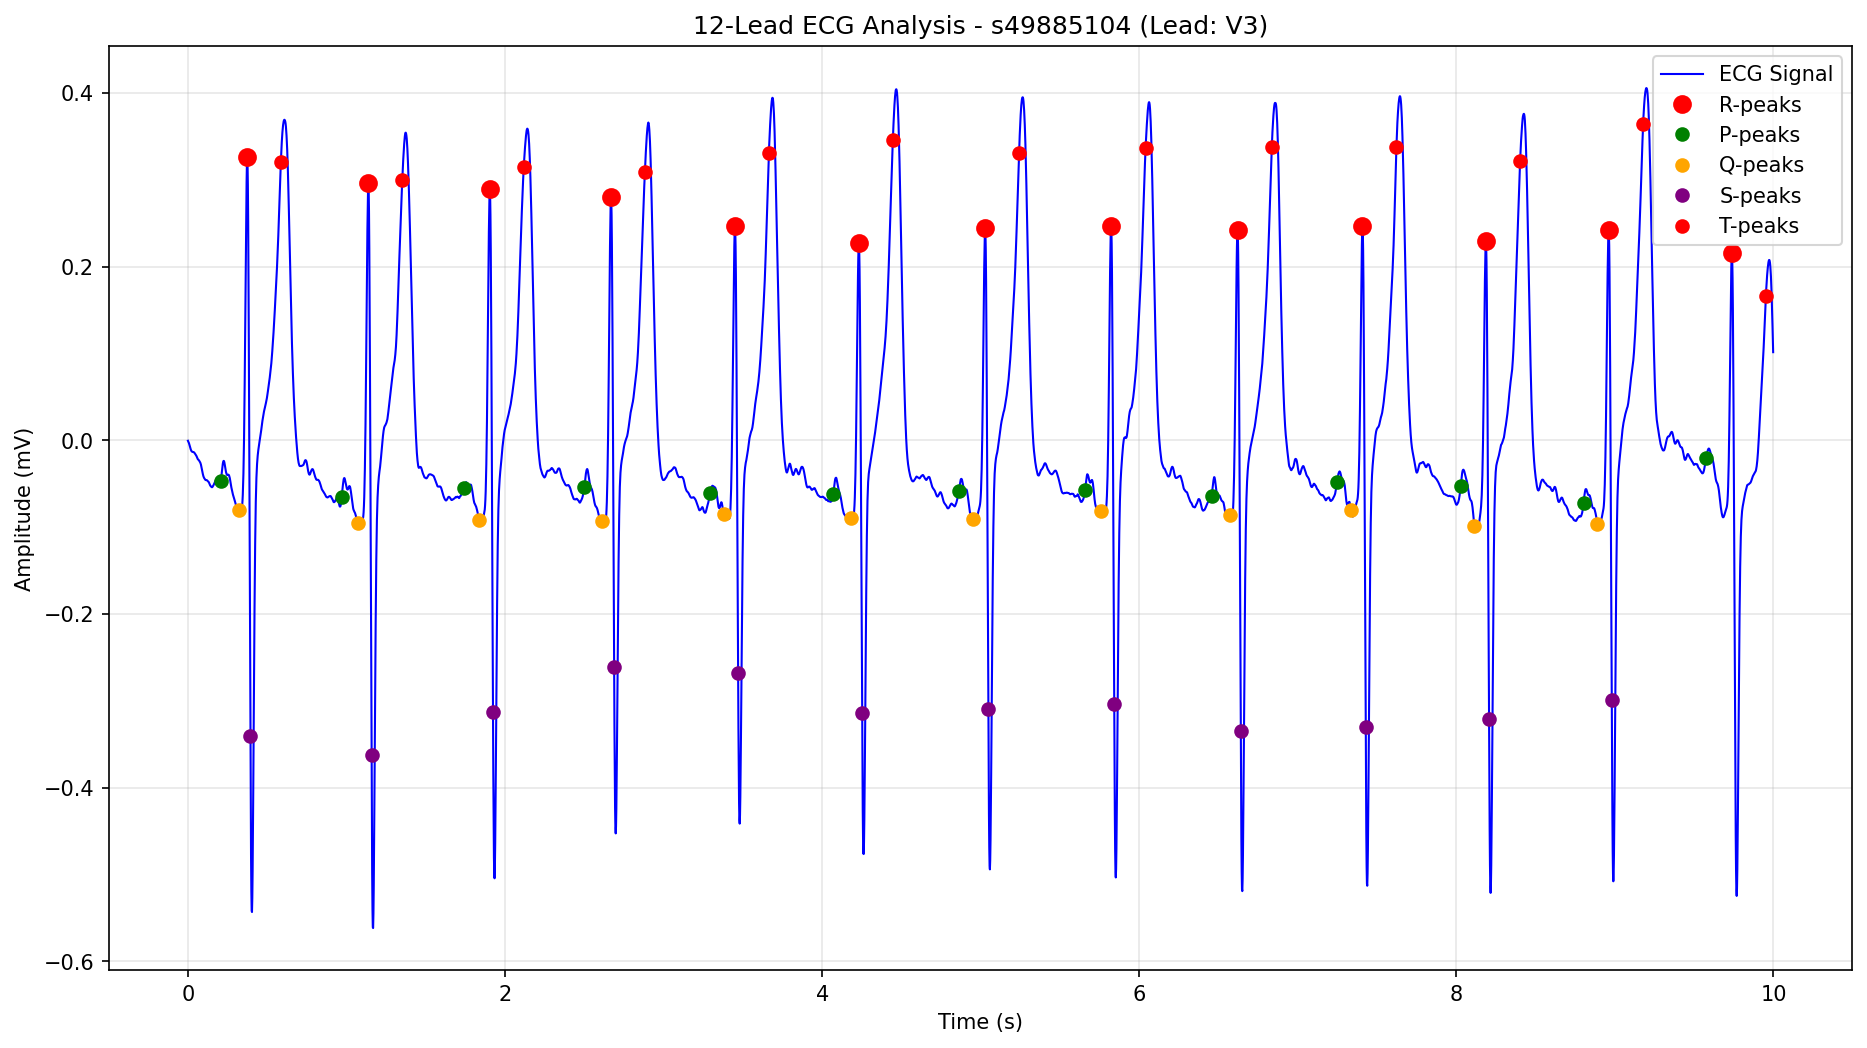 12-Lead ECG Analysis - s49885104 (Lead: V3)
ECG Signal
R-peaks
P-peaks
Q-peaks
S-peaks
T-peaks
Amplitude (mV)
0.4
0.2
0.0
−0.2
−0.4
−0.6
0 2 4 6 8 10
Time (s)